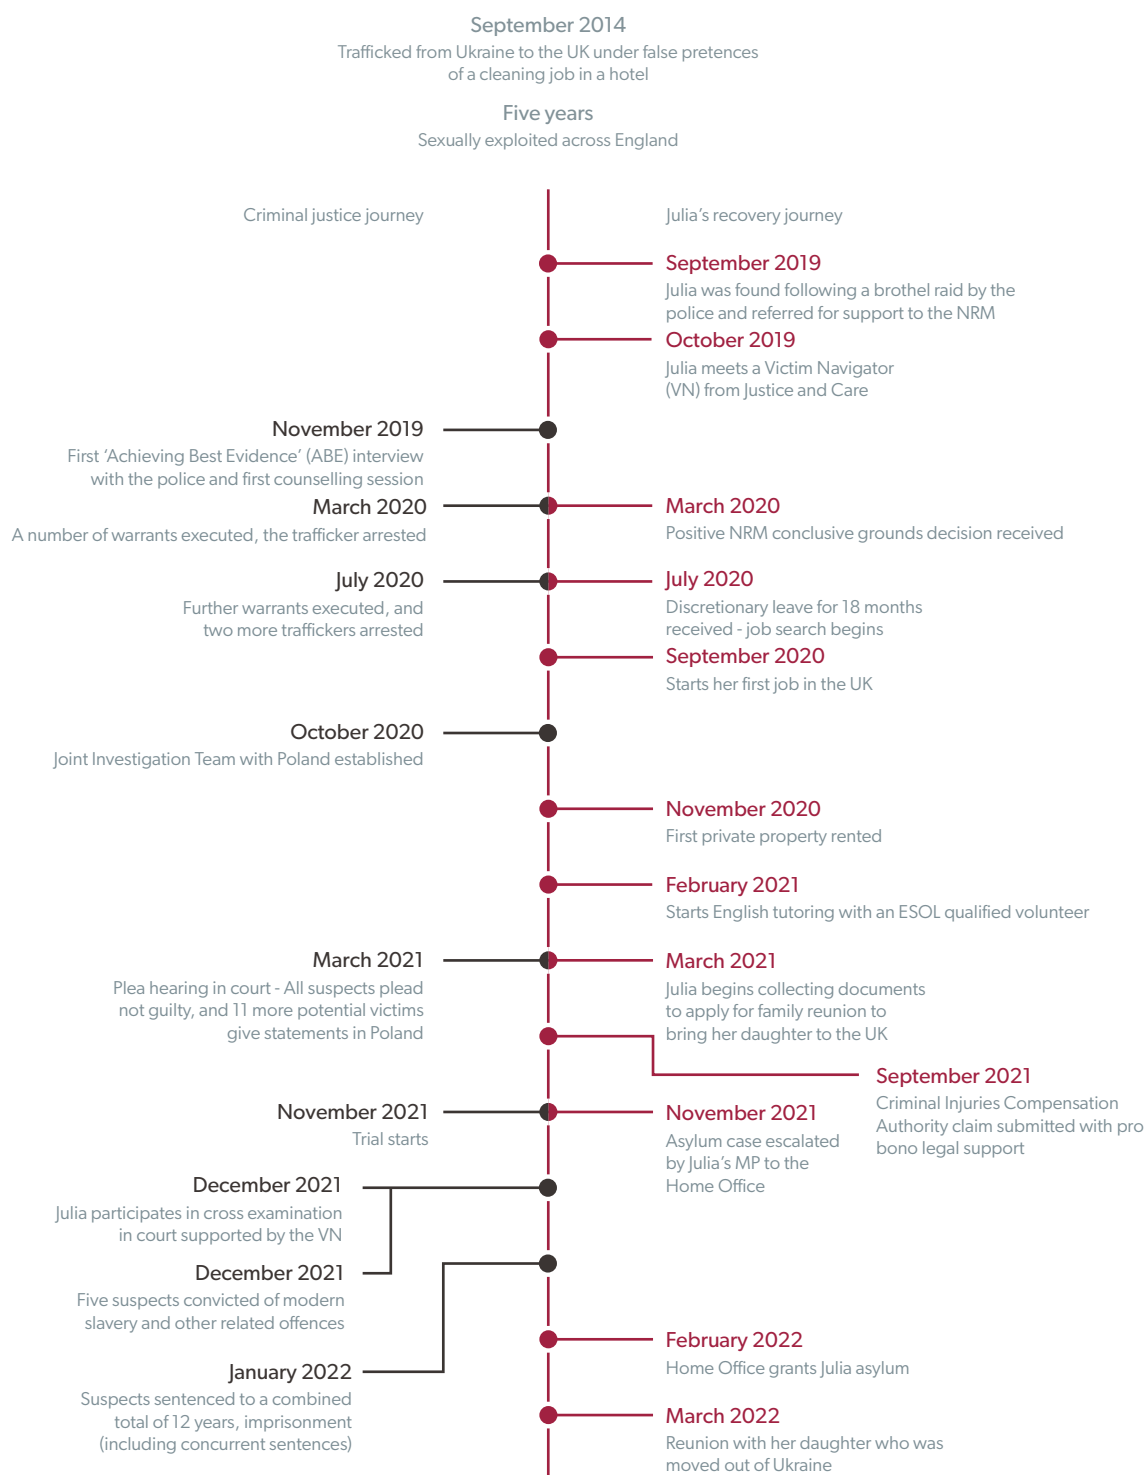 September 2014
Trafficked from Ukraine to the UK under false pretences
of a cleaning job in a hotel
Five years
Sexually exploited across England
Criminal justice journey
Julia's recovery journey
September 2019
Julia was found following a brothel raid by the
police and referred for support to the NRM
October 2019
Julia meets a Victim Navigator
(VN) from Justice and Care
November 2019
First 'Achieving Best Evidence' (ABE) interview
with the police and first counselling session
March 2020
A number of warrants executed, the trafficker arrested
March 2020
Positive NRM conclusive grounds decision received
July 2020
Further warrants executed, and
two more traffickers arrested
July 2020
Discretionary leave for 18 months
received - job search begins
September 2020
Starts her first job in the UK
October 2020
Joint Investigation Team with Poland established
November 2020
First private property rented
February 2021
Starts English tutoring with an ESOL qualified volunteer
March 2021
Plea hearing in court - All suspects plead
not guilty, and 11 more potential victims
give statements in Poland
March 2021
Julia begins collecting documents
to apply for family reunion to
bring her daughter to the UK
September 2021
Criminal Injuries Compensation
Authority claim submitted with pro
bono legal support
November 2021
Trial starts
November 2021
Asylum case escalated
by Julia's MP to the
Home Office
December 2021
Julia participates in cross examination
in court supported by the VN
December 2021
Five suspects convicted of modern
slavery and other related offences
January 2022
Suspects sentenced to a combined
total of 12 years, imprisonment
(including concurrent sentences)
February 2022
Home Office grants Julia asylum
March 2022
Reunion with her daughter who was
moved out of Ukraine